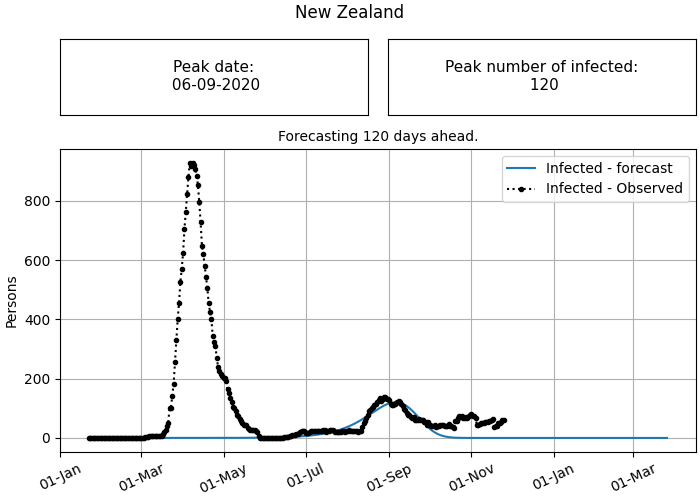 New Zealand
Peak date:
06-09-2020
Peak number of infected:
120
Forecasting 120 days ahead.
Infected - forecast
Infected - Observed
Persons
800
600
400
200
0
01-Jan
01-Mar
01-May
01-Jul
01-Sep
01-Nov
01-Jan
01-Mar